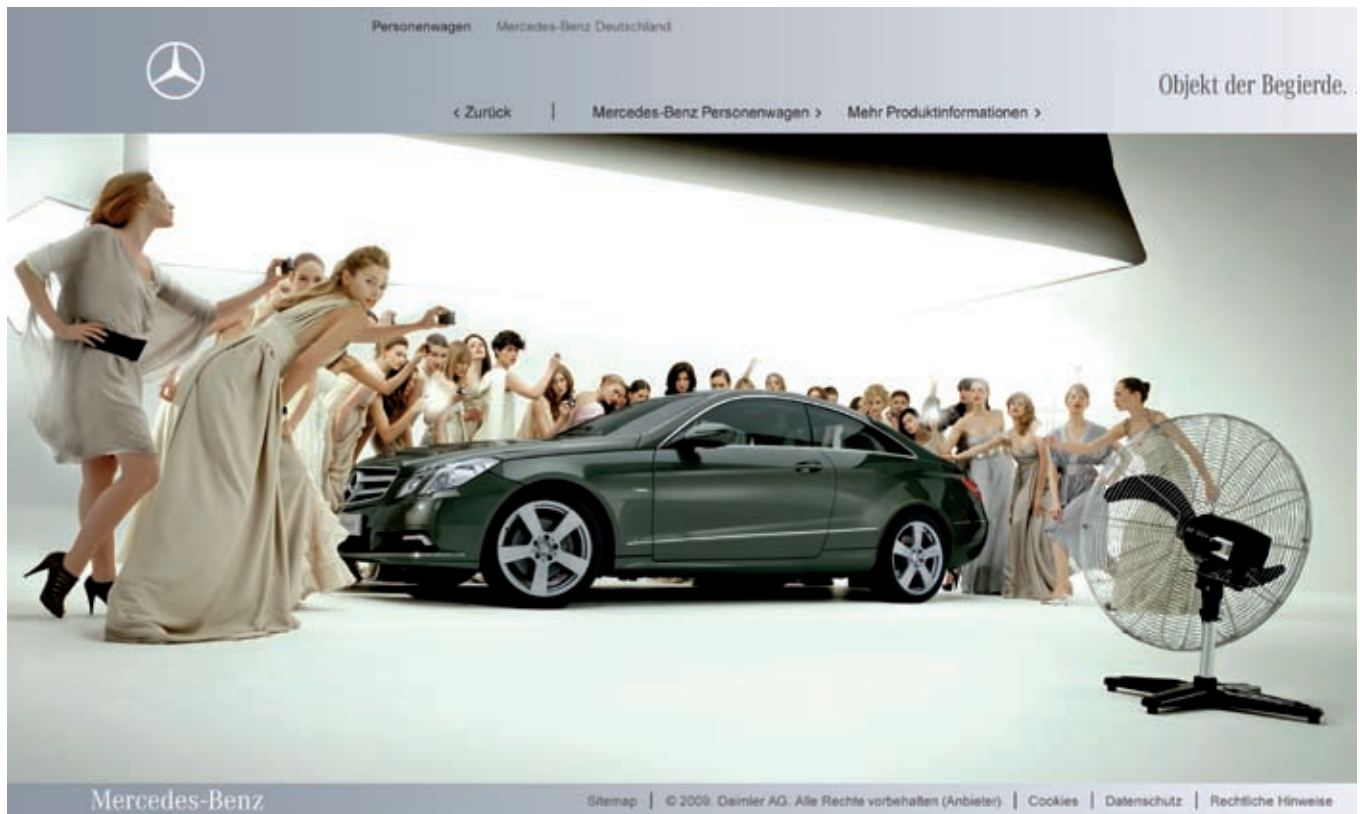 Personenwagen Mercedes-Benz Deutschland
Objekt der Begierde.
< Zurück | Mercedes-Benz Personenwagen > Mehr Produktinformationen >
Mercedes-Benz
Sitemap | © 2009. Daimler AG. Alle Rechte vorbehalten (Anbieter) | Cookies | Datenschutz | Rechtliche Hinweise